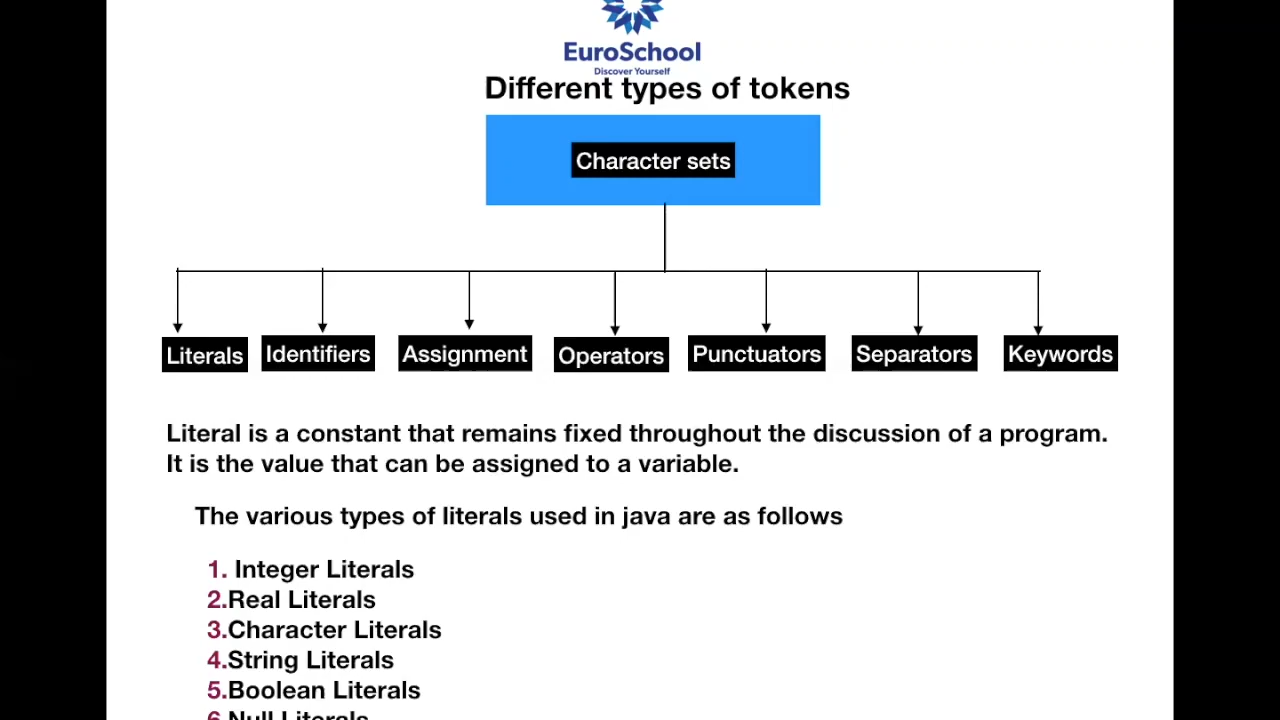 EuroSchool
Discover Yourself
Different types of tokens
Character sets
Literals Identifiers Assignment Operators Punctuators Separators Keywords
Literal is a constant that remains fixed throughout the discussion of a program.
It is the value that can be assigned to a variable.
The various types of literals used in java are as follows
1. Integer Literals
2.Real Literals
3.Character Literals
4.String Literals
5.Boolean Literals
6.Null Literals